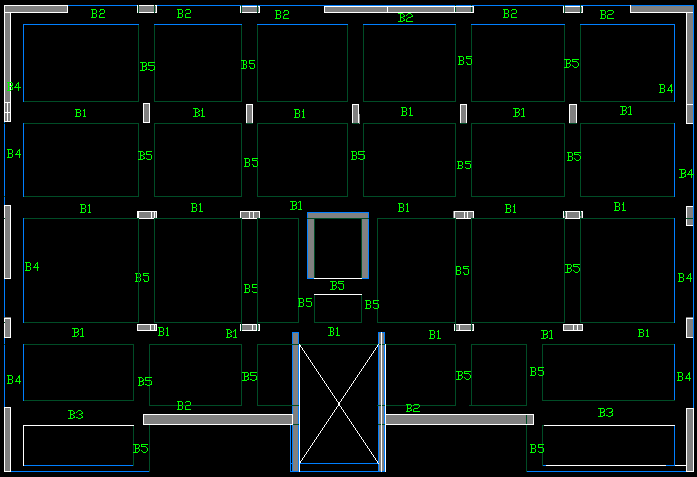 B2 B2 B2 B2 B2 B2
B5 B5 B5 B5
B4 B4
B1 B1 B1 B1 B1 B1
B4 B5 B5 B5 B5 B5
B4
B1 B1 B1 B1 B1 B1
B4 B5 B5 B5 B5 B5 B4
B5 B5
B1 B1 B1 B1 B1 B1 B1
B4 B5 B5 B5 B5 B4
B3 B2 B2 B3
B5 B5